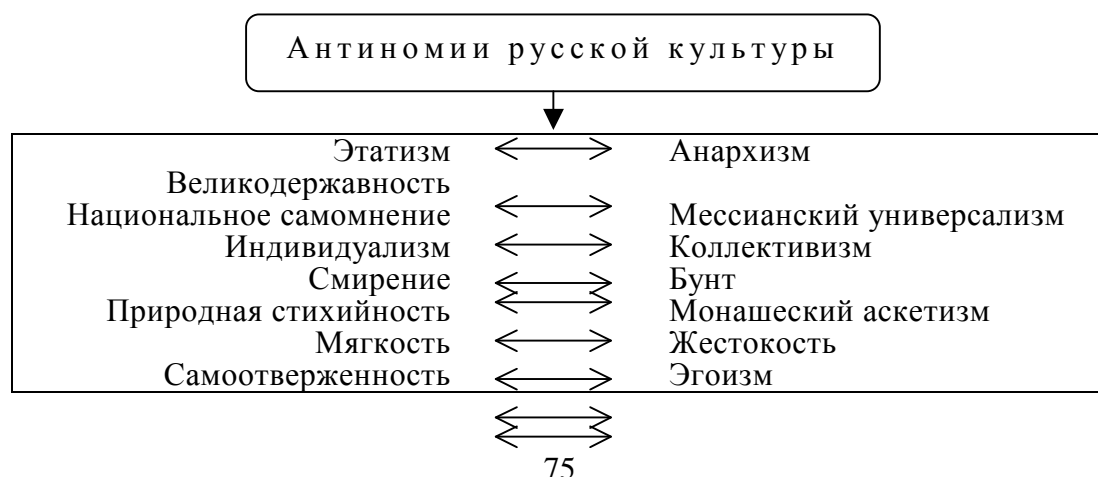 Антиномии русской культуры
Этатизм Анархизм
Великодержавность
Национальное самомнение Мессианский универсализм
Индивидуализм Коллективизм
Смирение Бунт
Природная стихийность Монашеский аскетизм
Мягкость Жестокость
Самоотверженность Эгоизм
75